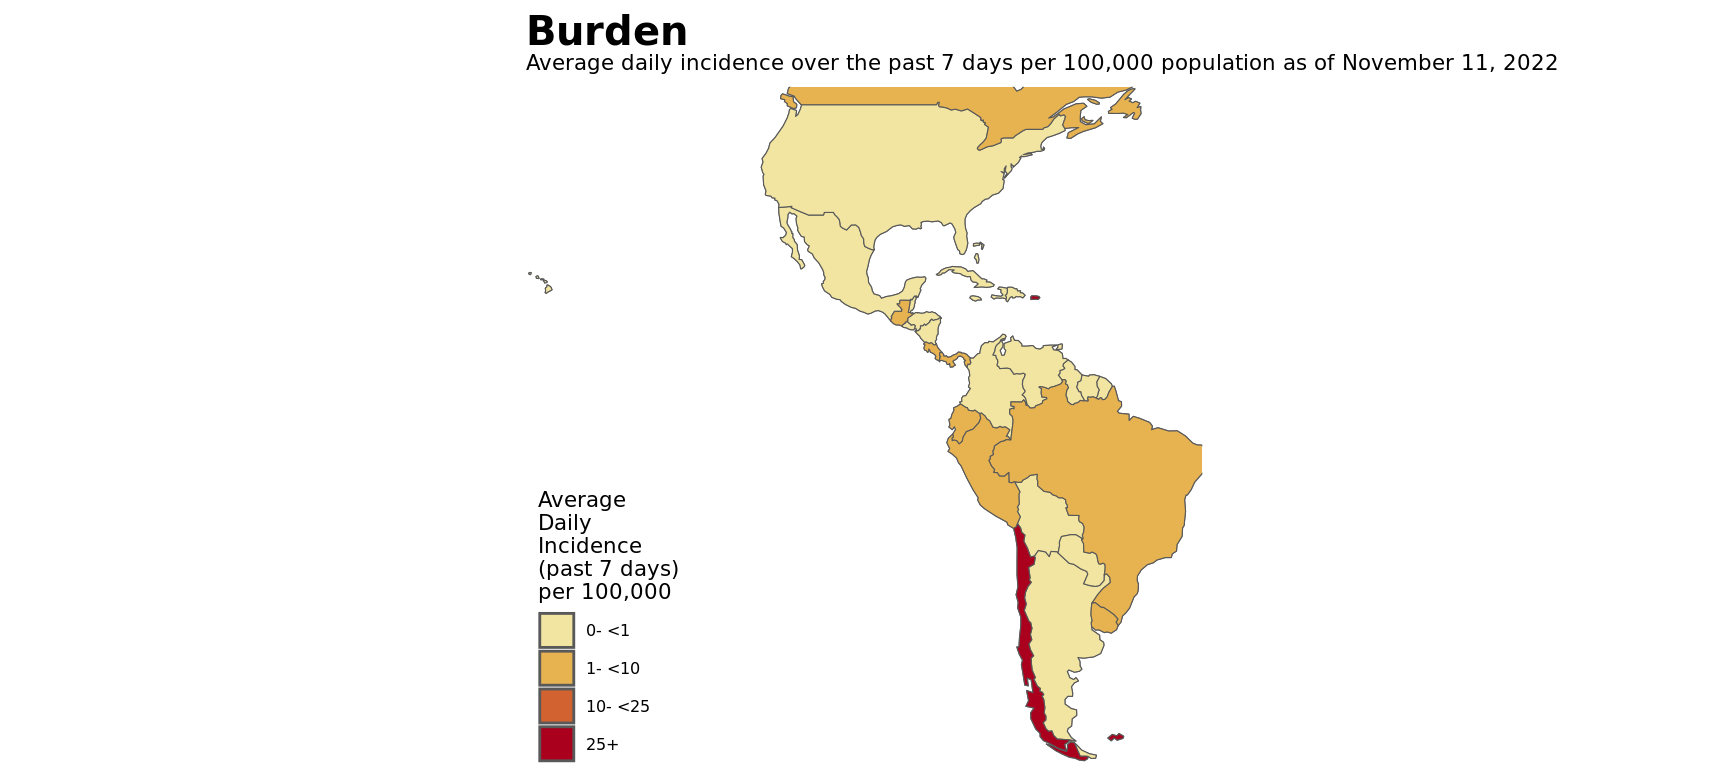 Burden
Average daily incidence over the past 7 days per 100,000 population as of November 11, 2022
Average
Daily
Incidence
(past 7 days)
per 100,000
0- <1
1- <10
10- <25
25+